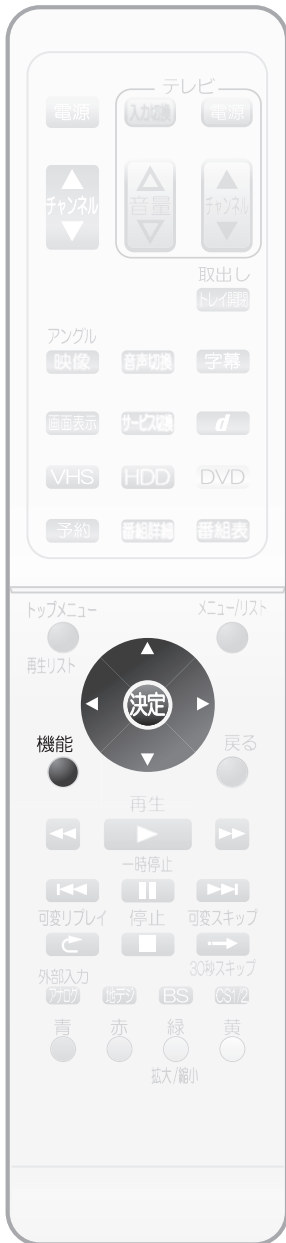 テレビ
電源 入力切換 電源
チャンネル 音量 チャンネル
取出し
トレイ開閉
アングル
映像 音声切換 字幕
画面表示 サービス切換 d
VHS HDD DVD
予約 番組詳細 番組表
トップメニュー メニュー/リスト
再生リスト
決定
機能 戻る
再生
一時停止
可変リプレイ 停止 可変スキップ
30秒スキップ
外部入力
アナログ 地デジ BS CS1/2
青 赤 緑 黄
拡大/縮小